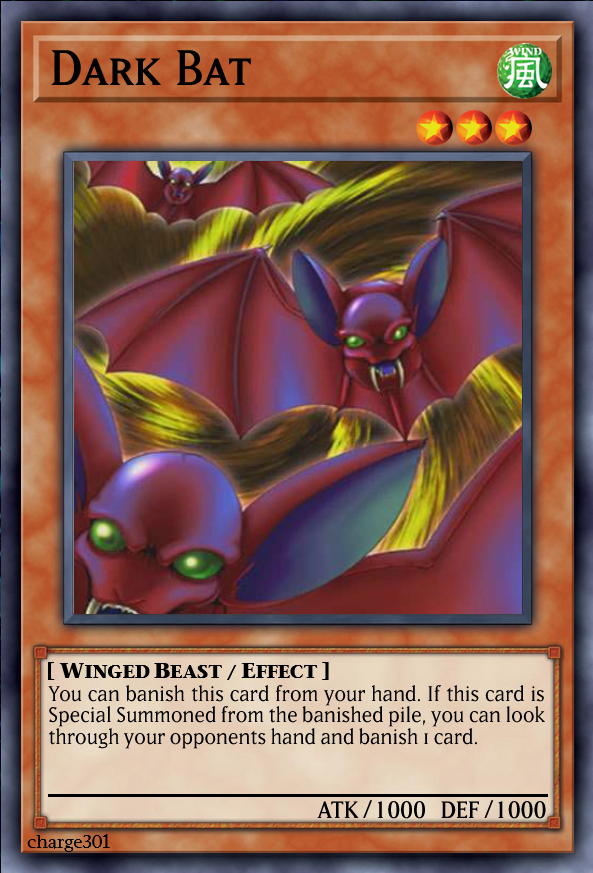 Dark Bat
WIND
風
[ Winged Beast / Effect ]
You can banish this card from your hand. If this card is
Special Summoned from the banished pile, you can look
through your opponents hand and banish 1 card.
ATK / 1000 DEF / 1000
charge301